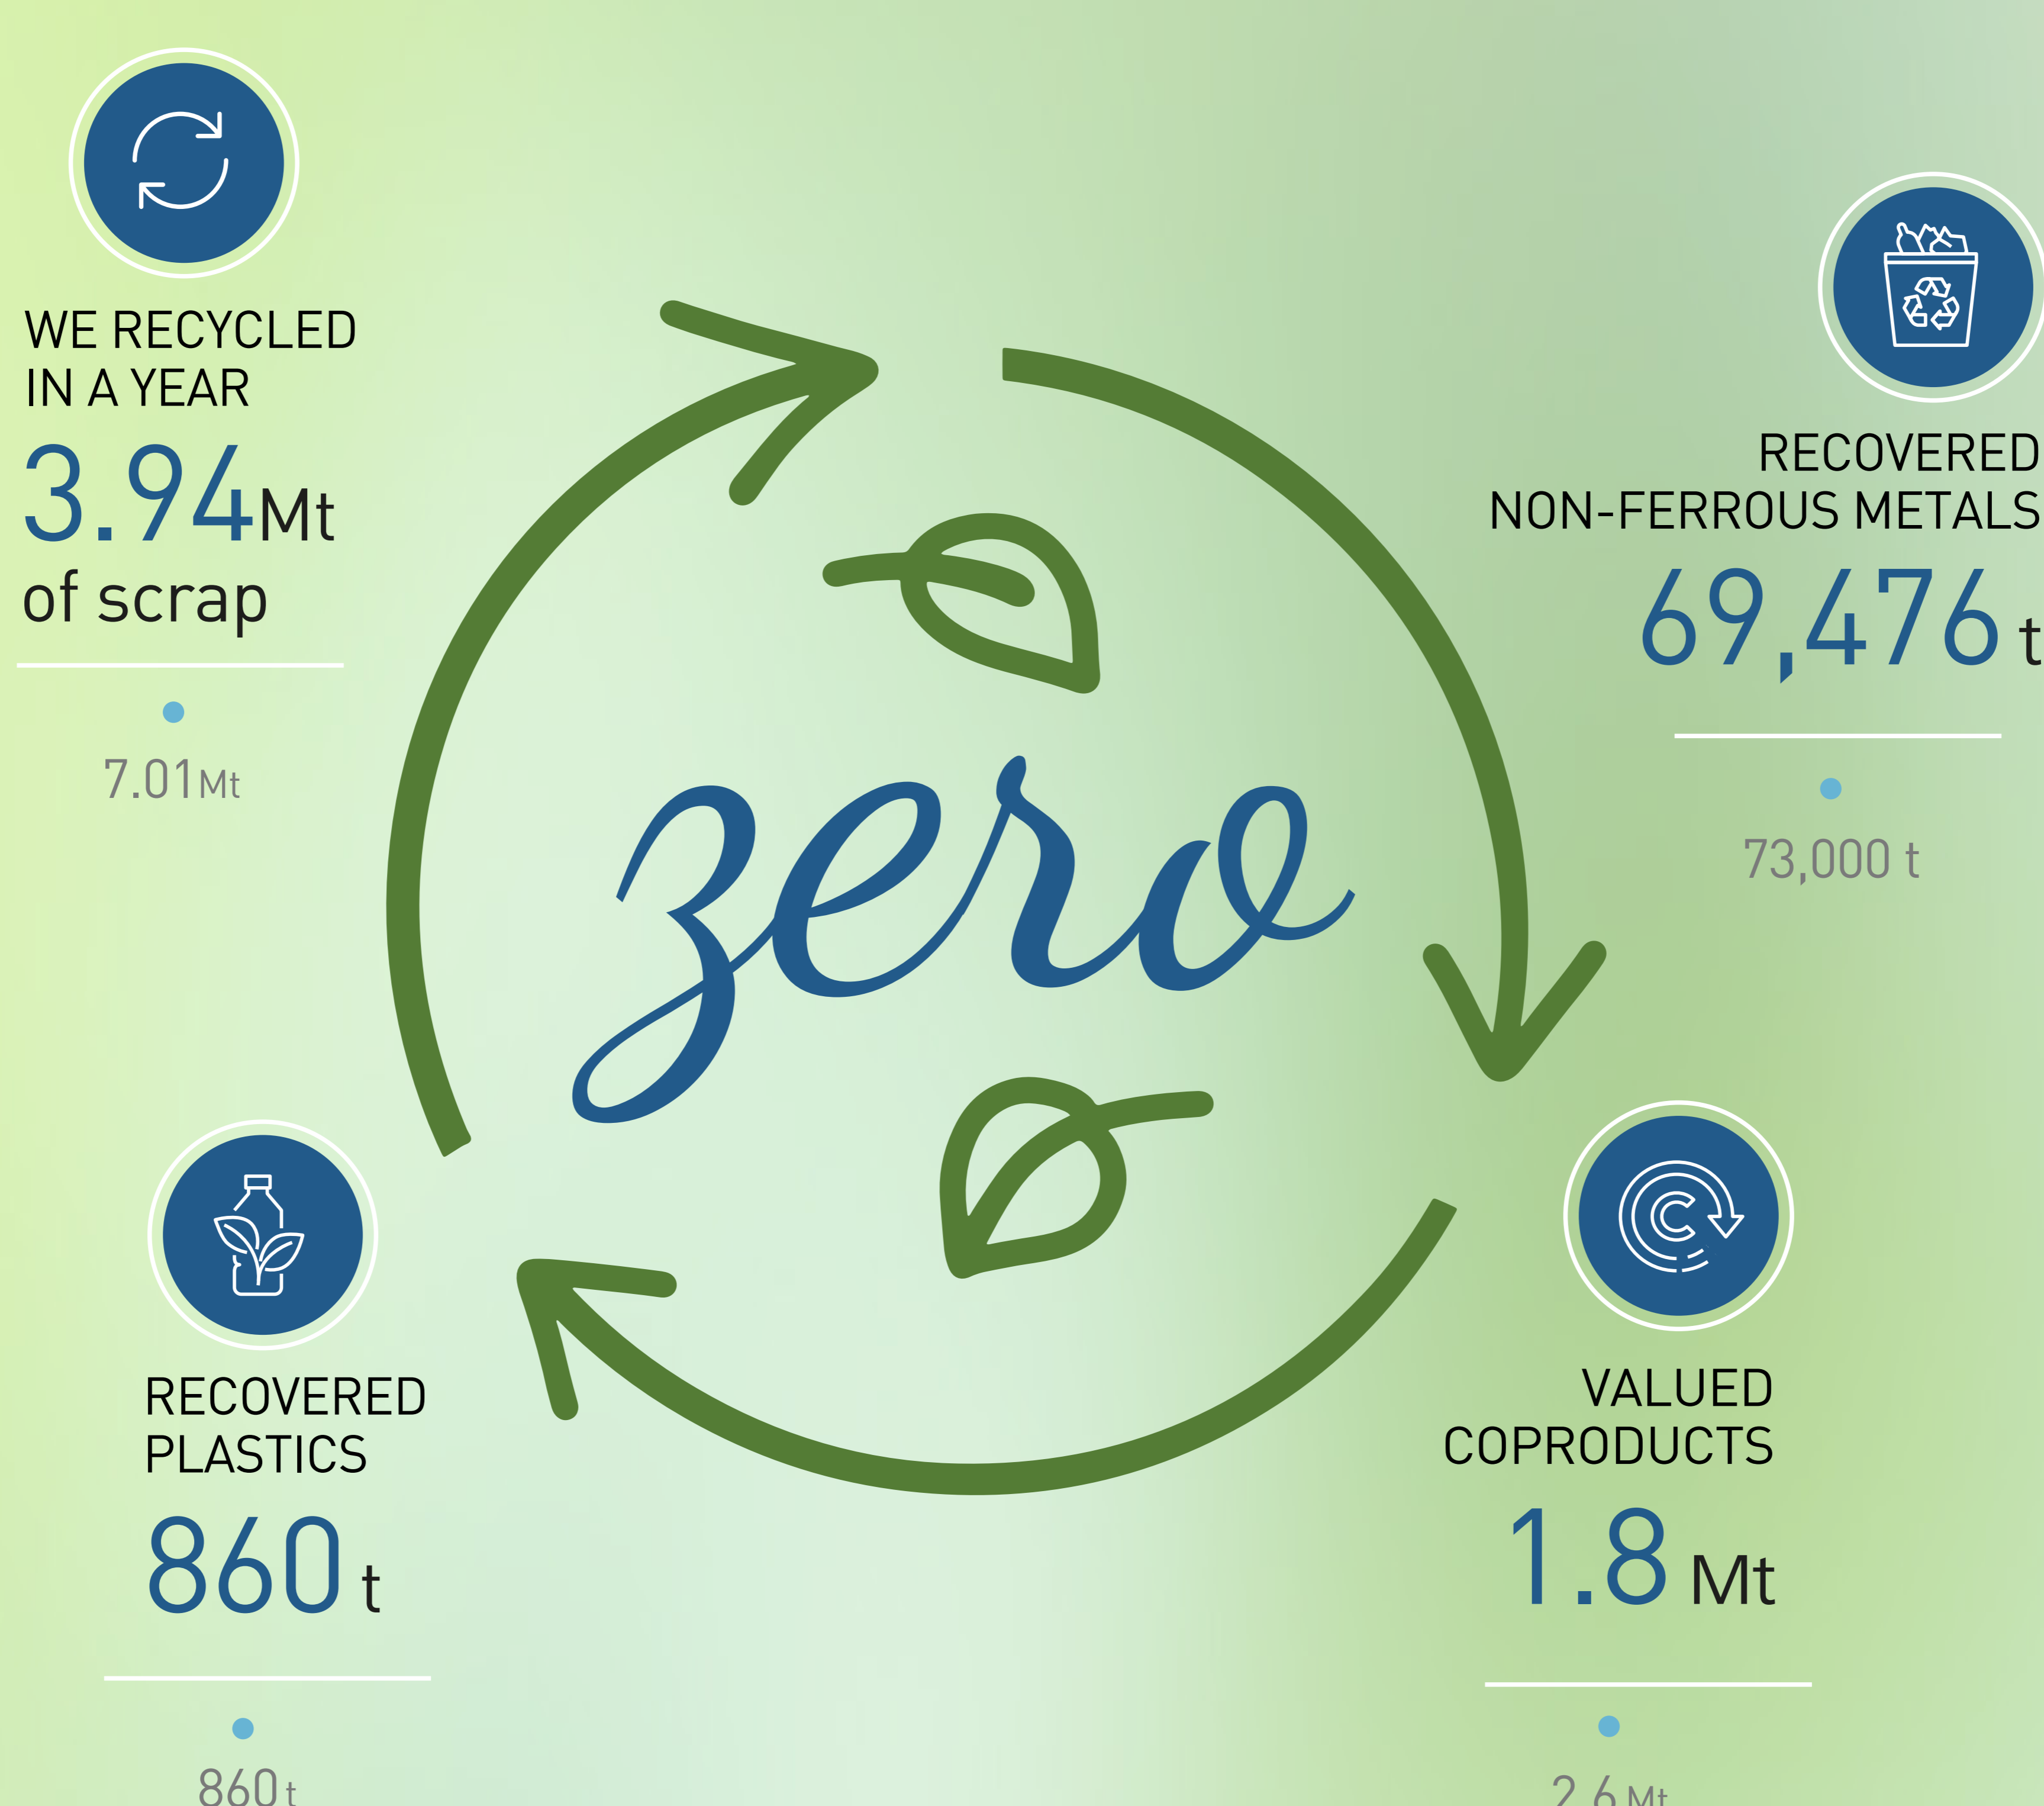 WE RECYCLED
IN A YEAR
3.94Mt
of scrap
7.01Mt
RECOVERED
NON-FERROUS METALS
69,476 t
73,000 t
zero
RECOVERED
PLASTICS
860 t
860 t
VALUED
COPRODUCTS
1.8 Mt
2.6 Mt